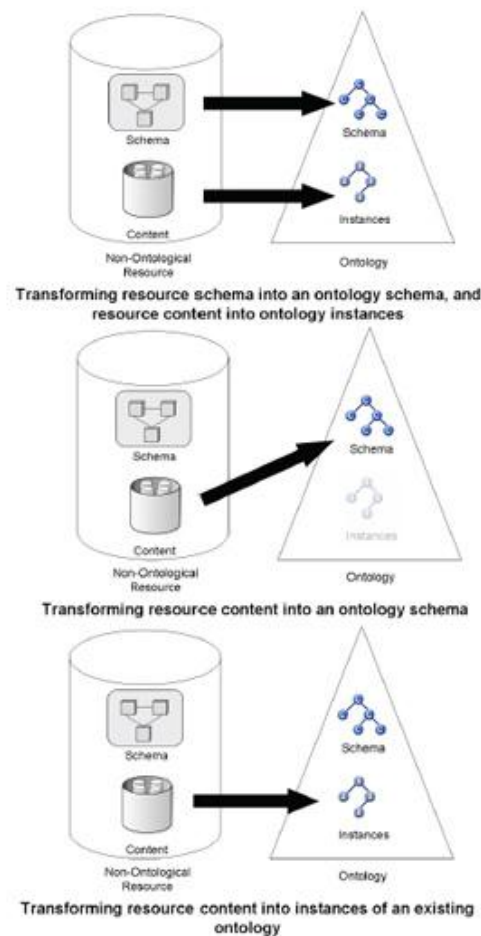 Schema
Schema
Content
Instances
Non-Ontological
Resource
Ontology
Transforming resource schema into an ontology schema, and
resource content into ontology instances
Schema
Schema
Content
Instances
Non-Ontological
Resource
Ontology
Transforming resource content into an ontology schema
Schema
Schema
Content
Instances
Non-Ontological
Resource
Ontology
Transforming resource content into instances of an existing
ontology